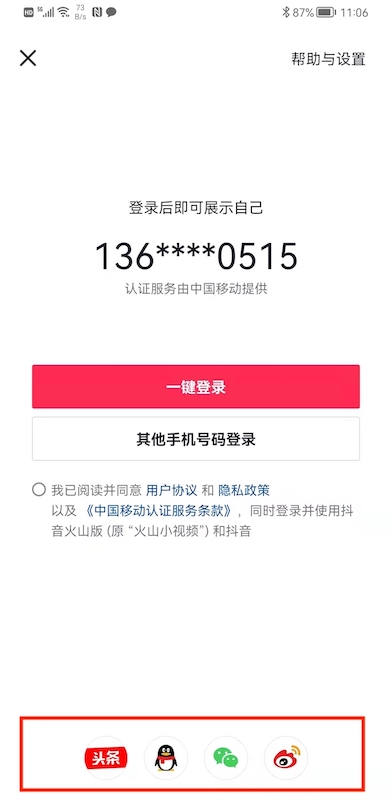 HD 5G 73 B/s 87% 11:06
帮助与设置
登录后即可展示自己
136****0515
认证服务由中国移动提供
一键登录
其他手机号码登录
我已阅读并同意 用户协议 和 隐私政策
以及 《中国移动认证服务条款》,同时登录并使用抖
音火山版 (原 “火山小视频”) 和抖音
头条